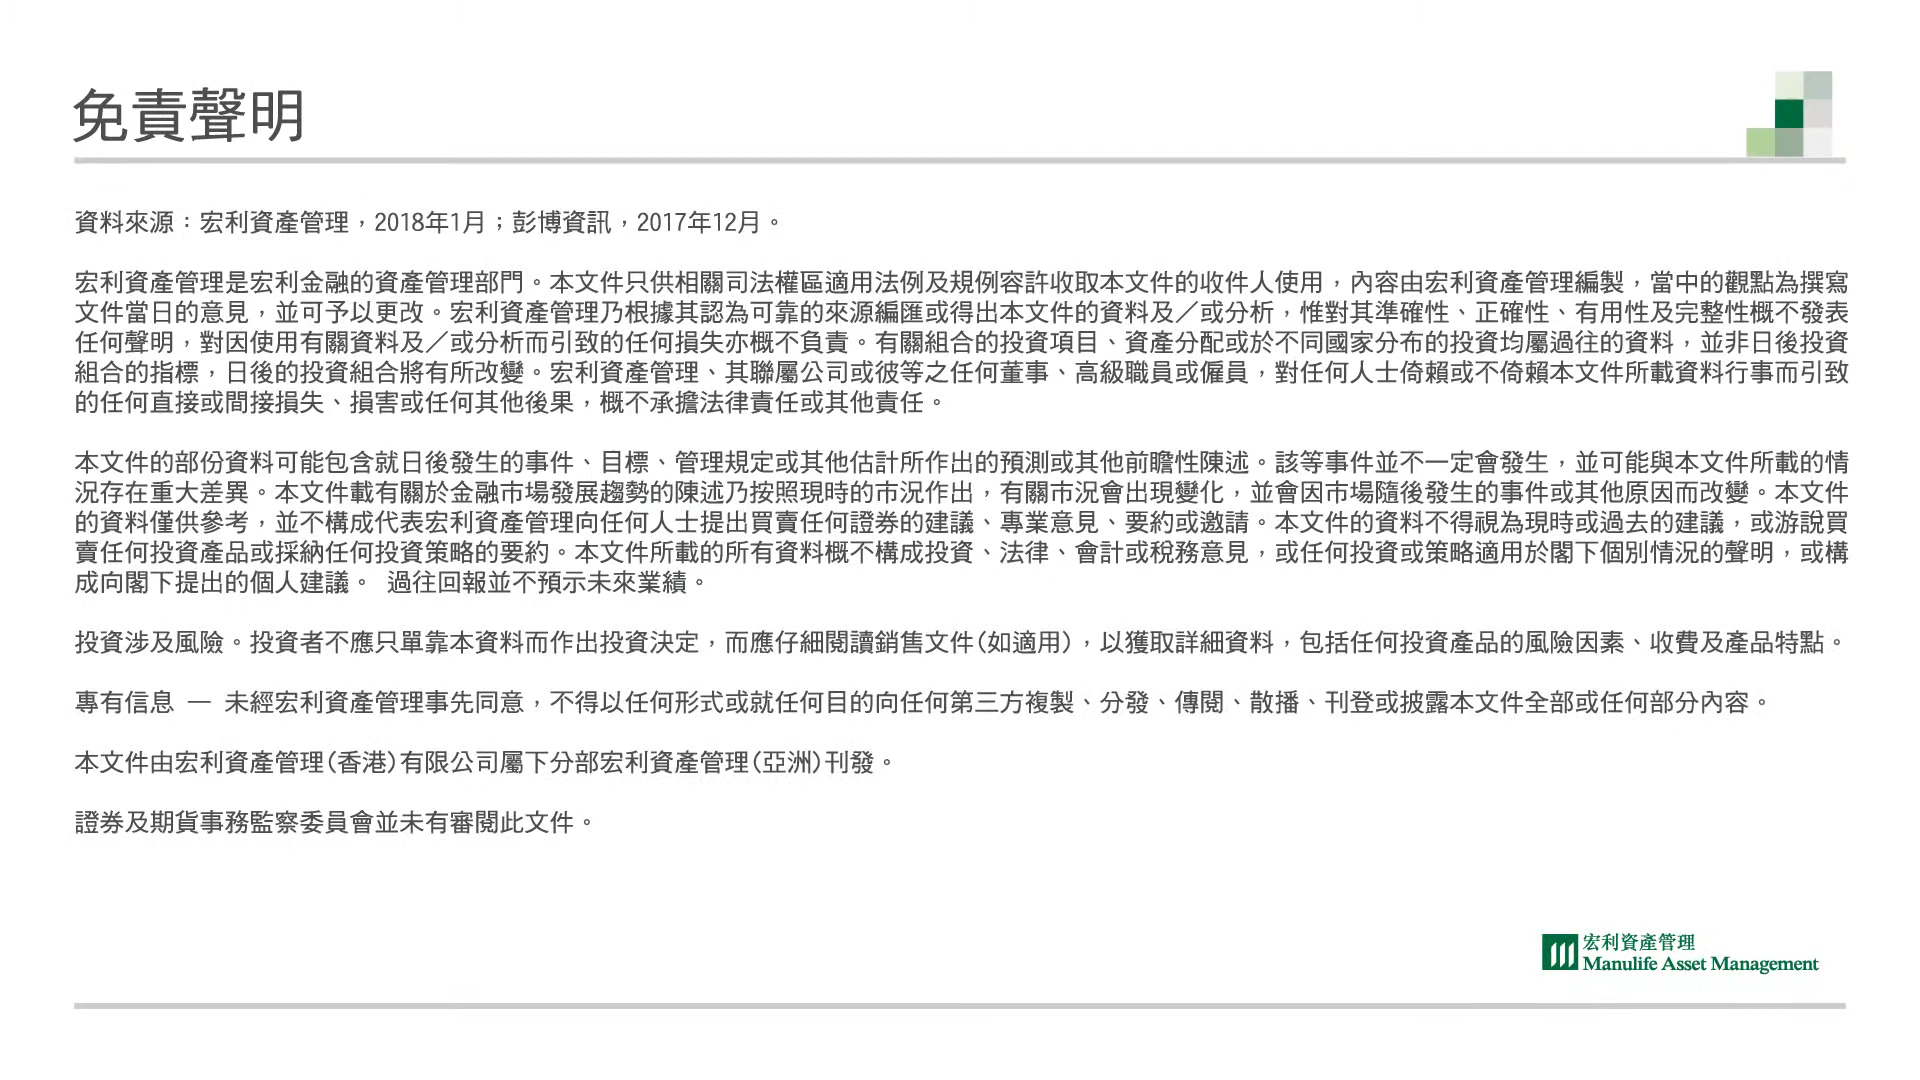 免責聲明
資料來源：宏利資產管理，2018年1月；彭博資訊，2017年12月。
宏利資產管理是宏利金融的資產管理部門。本文件只供相關司法權區適用法例及規例容許收取本文件的收件人使用，內容由宏利資產管理編製，當中的觀點為撰寫
文件當日的意見，並可予以更改。宏利資產管理乃根據其認為可靠的來源編匯或得出本文件的資料及／或分析，惟對其準確性、正確性、有用性及完整性概不發表
任何聲明，對因使用有關資料及／或分析而引致的任何損失亦概不負責。有關組合的投資項目、資產分配或於不同國家分布的投資均屬過往的資料，並非日後投資
組合的指標，日後的投資組合將有所改變。宏利資產管理、其聯屬公司或彼等之任何董事、高級職員或僱員，對任何人士倚賴或不倚賴本文件所載資料行事而引致
的任何直接或間接損失、損害或任何其他後果，概不承擔法律責任或其他責任。
本文件的部份資料可能包含就日後發生的事件、目標、管理規定或其他估計所作出的預測或其他前瞻性陳述。該等事件並不一定會發生，並可能與本文件所載的情
況存在重大差異。本文件載有關於金融市場發展趨勢的陳述乃按照現時的市況作出，有關市況會出現變化，並會因市場隨後發生的事件或其他原因而改變。本文件
的資料僅供參考，並不構成代表宏利資產管理向任何人士提出買賣任何證券的建議、專業意見、要約或邀請。本文件的資料不得視為現時或過去的建議，或游說買
賣任何投資產品或採納任何投資策略的要約。本文件所載的所有資料概不構成投資、法律、會計或稅務意見，或任何投資或策略適用於閣下個別情況的聲明，或構
成向閣下提出的個人建議。 過往回報並不預示未來業績。
投資涉及風險。投資者不應只單靠本資料而作出投資決定，而應仔細閱讀銷售文件(如適用)，以獲取詳細資料，包括任何投資產品的風險因素、收費及產品特點。
專有信息 — 未經宏利資產管理事先同意，不得以任何形式或就任何目的向任何第三方複製、分發、傳閱、散播、刊登或披露本文件全部或任何部分內容。
本文件由宏利資產管理(香港)有限公司屬下分部宏利資產管理(亞洲)刊發。
證券及期貨事務監察委員會並未有審閱此文件。
宏利資產管理
Manulife Asset Management